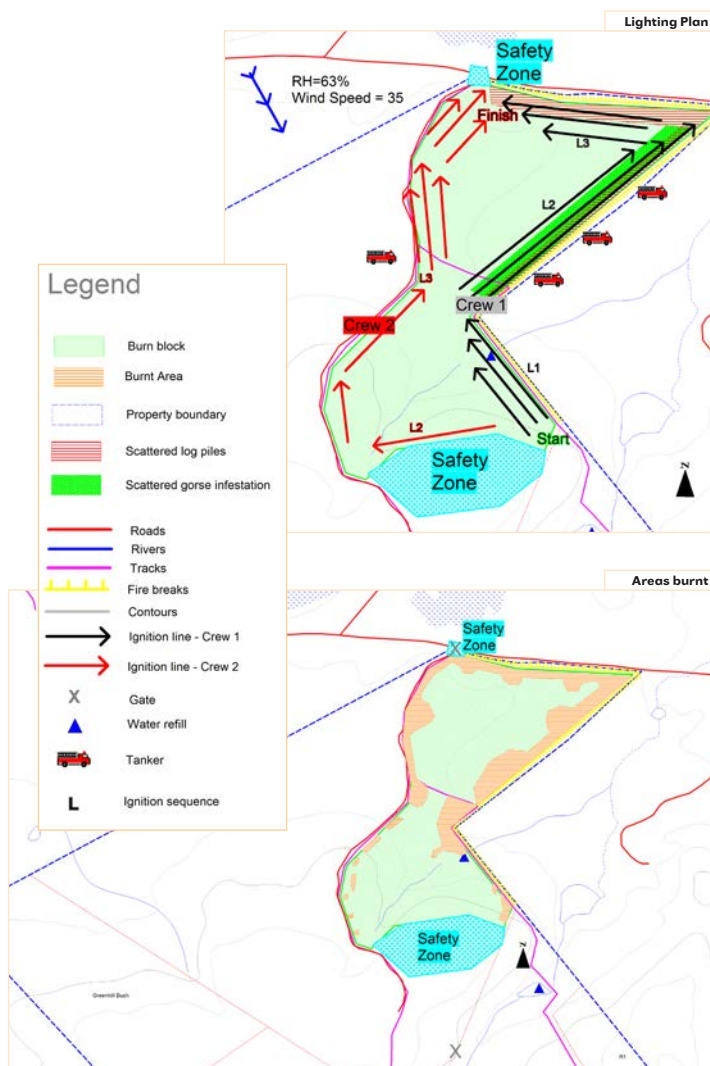 Lighting Plan
Safety
Zone
RH=63%
Wind Speed = 35
Finish
L3
L2
L3
Crew 1
Crew 2
L1
L2
Start
Safety
Zone
N
Legend
Burn block
Burnt Area
Property boundary
Scattered log piles
Scattered gorse infestation
Roads
Rivers
Tracks
Fire breaks
Contours
Ignition line - Crew 1
Ignition line - Crew 2
X
Gate
Water refill
Tanker
L
Ignition sequence
Areas burnt
Safety
Zone
X
Safety
Zone
N
Greenhill Bush
X